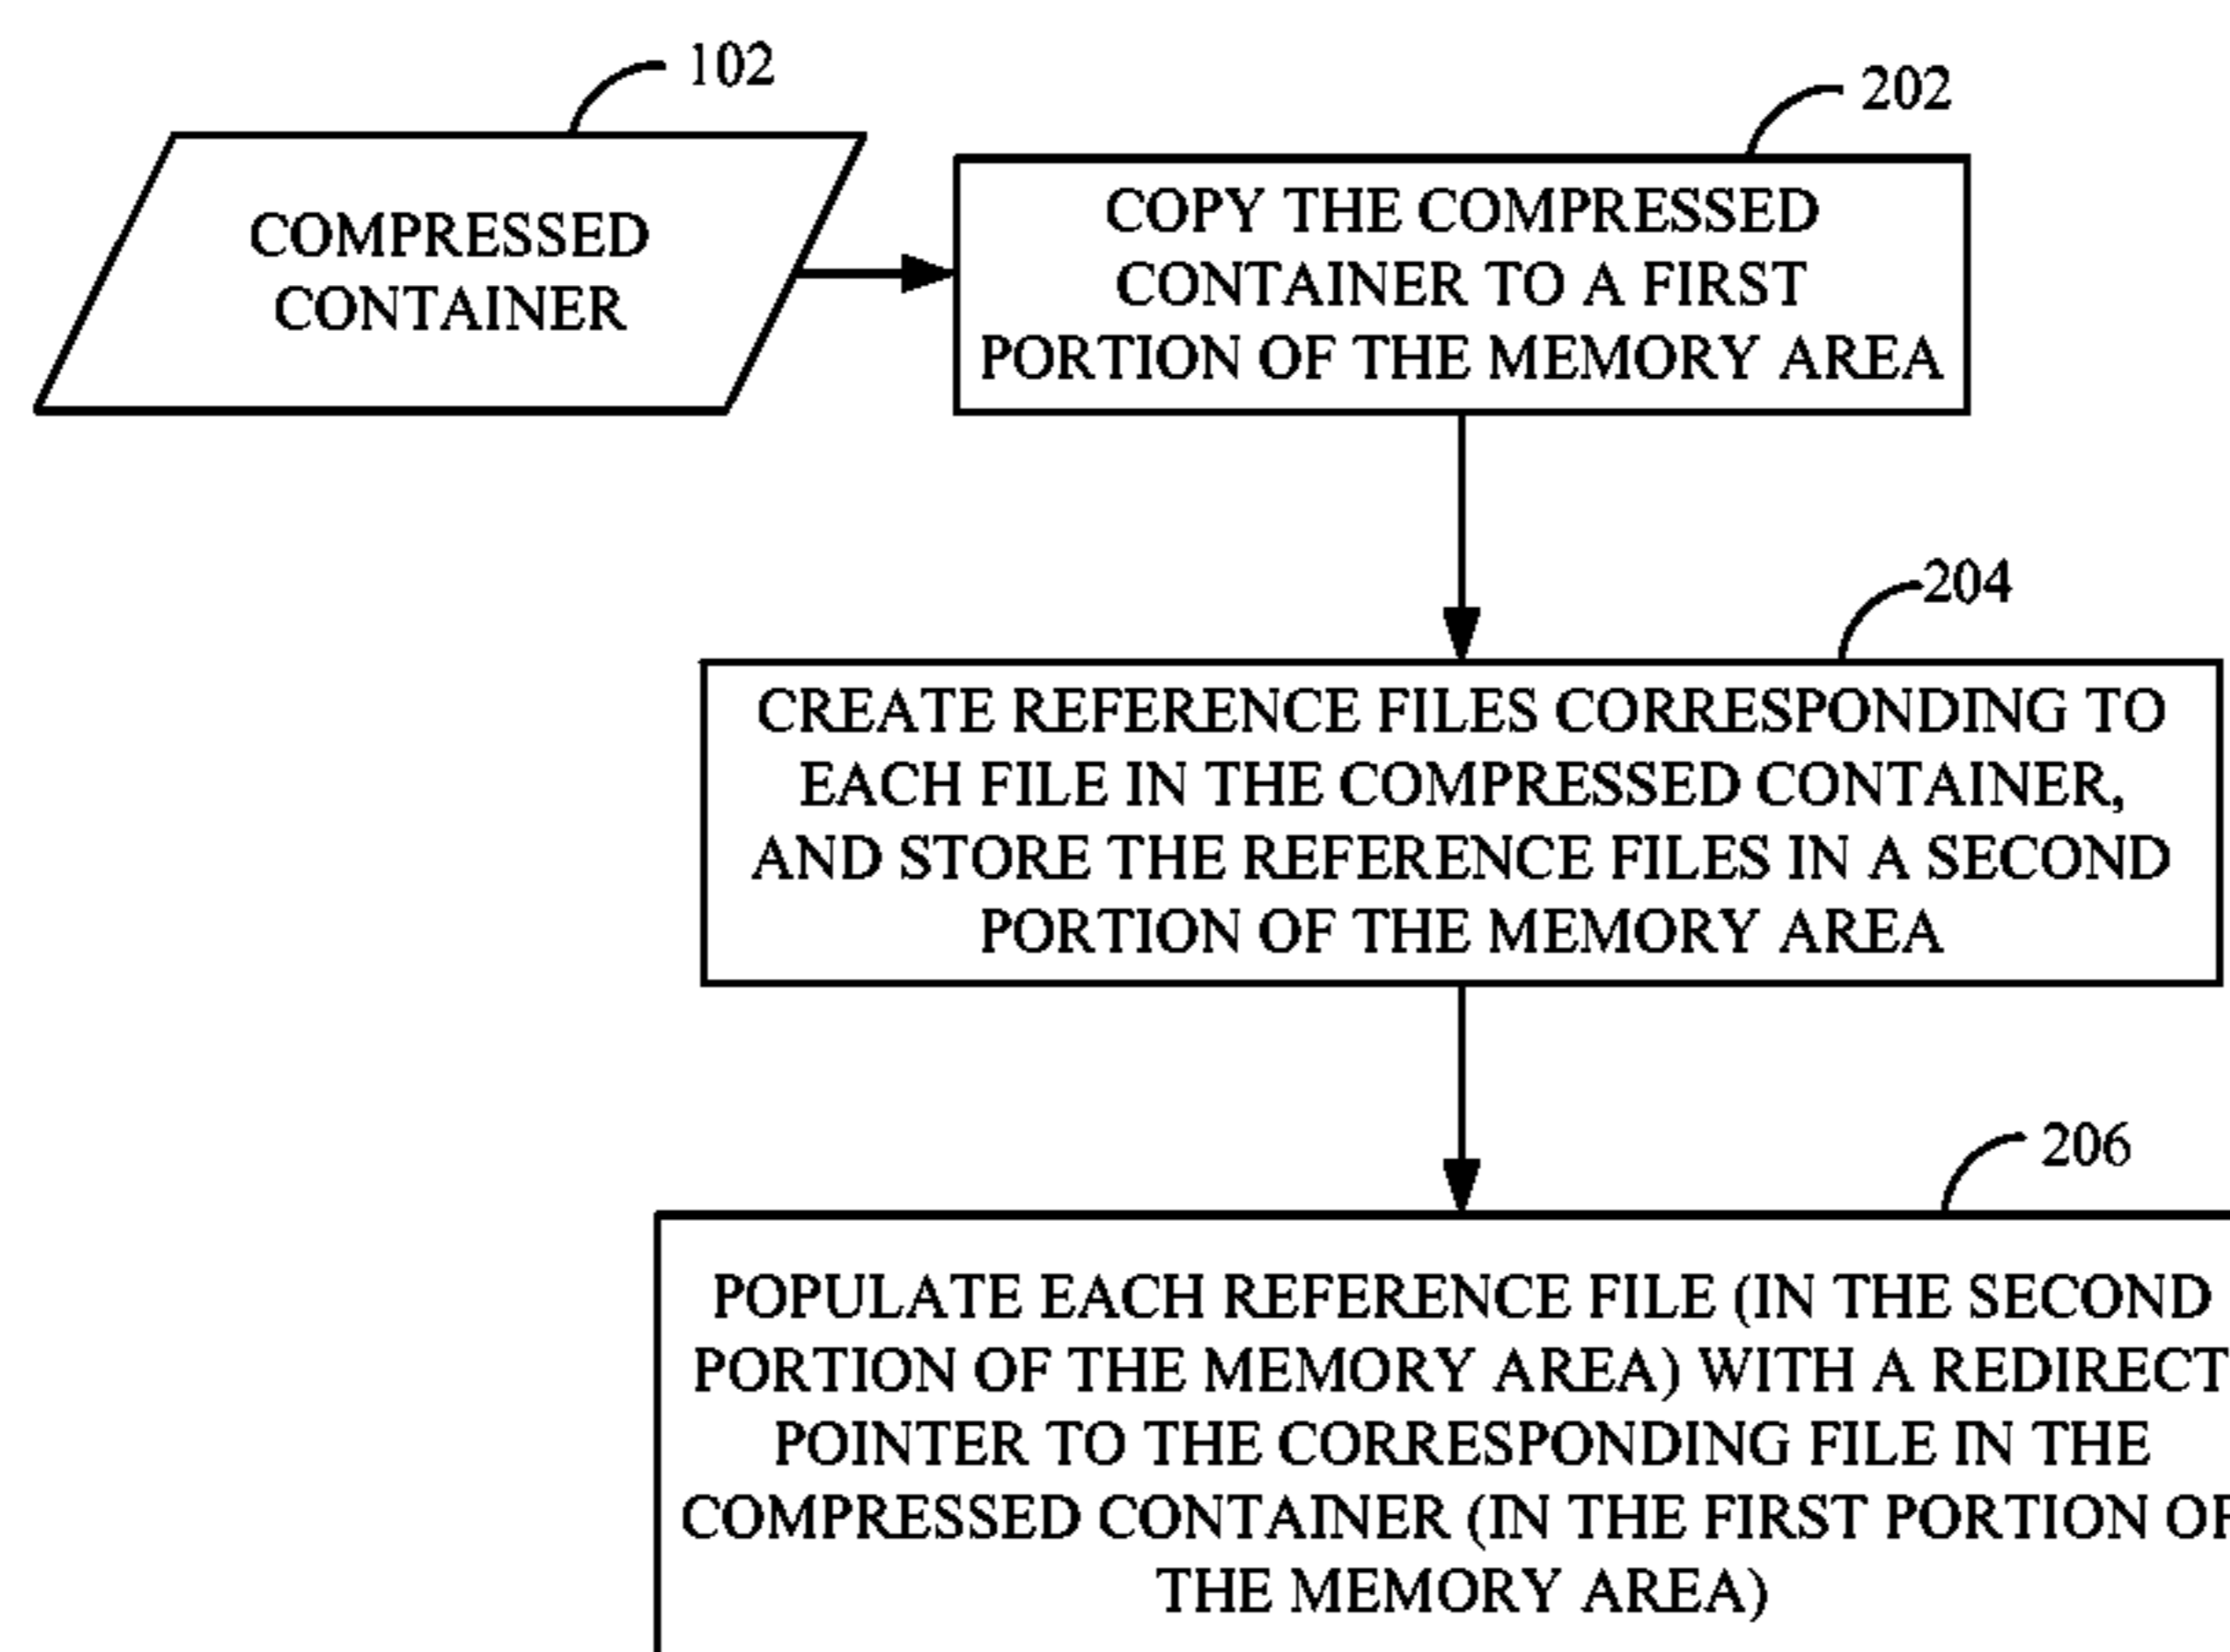 102
COMPRESSED
CONTAINER
202
COPY THE COMPRESSED
CONTAINER TO A FIRST
PORTION OF THE MEMORY AREA
204
CREATE REFERENCE FILES CORRESPONDING TO
EACH FILE IN THE COMPRESSED CONTAINER,
AND STORE THE REFERENCE FILES IN A SECOND
PORTION OF THE MEMORY AREA
206
POPULATE EACH REFERENCE FILE (IN THE SECOND
PORTION OF THE MEMORY AREA) WITH A REDIRECT
POINTER TO THE CORRESPONDING FILE IN THE
COMPRESSED CONTAINER (IN THE FIRST PORTION OF
THE MEMORY AREA)